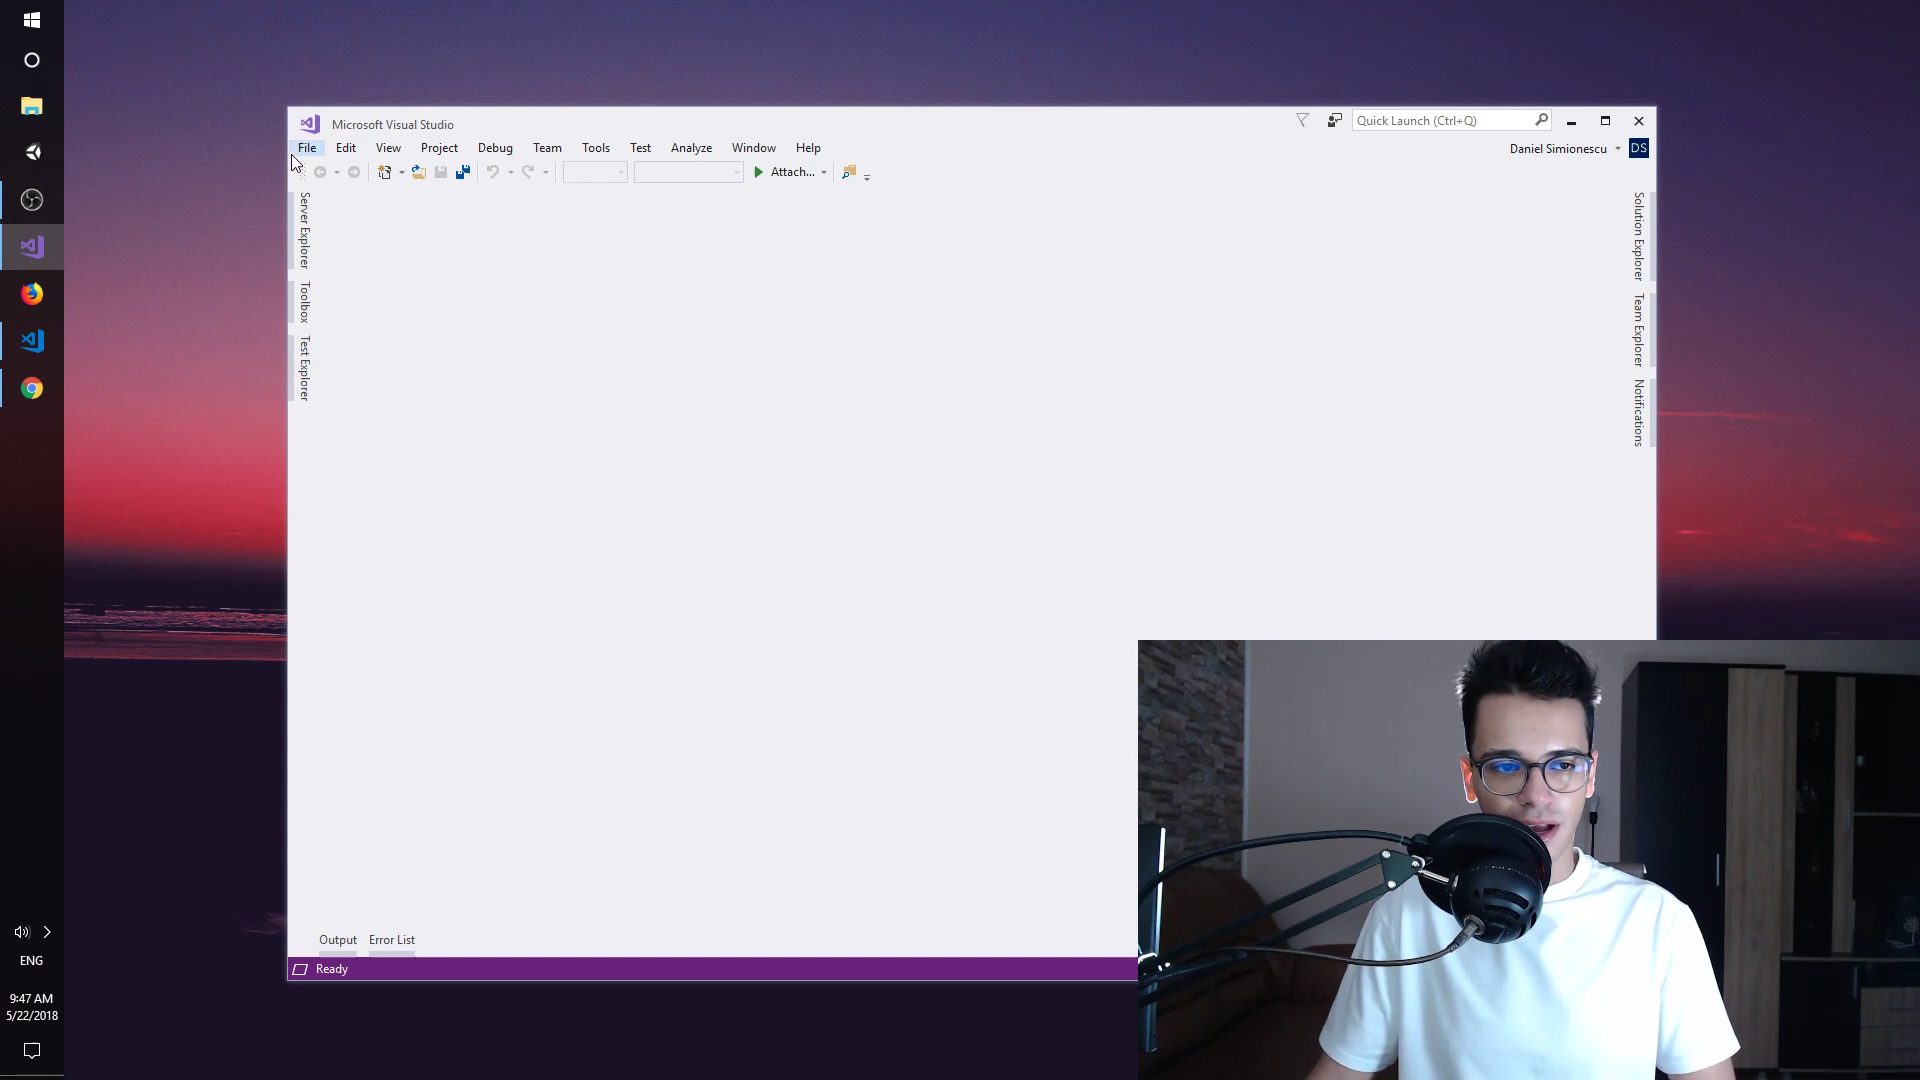 Microsoft Visual Studio
Quick Launch (Ctrl+Q)
File Edit View Project Debug Team Tools Test Analyze Window Help
Daniel Simionescu DS
Attach...
Server Explorer
Toolbox
Test Explorer
Solution Explorer
Team Explorer
Notifications
Output Error List
Ready
ENG
9:47 AM
5/22/2018